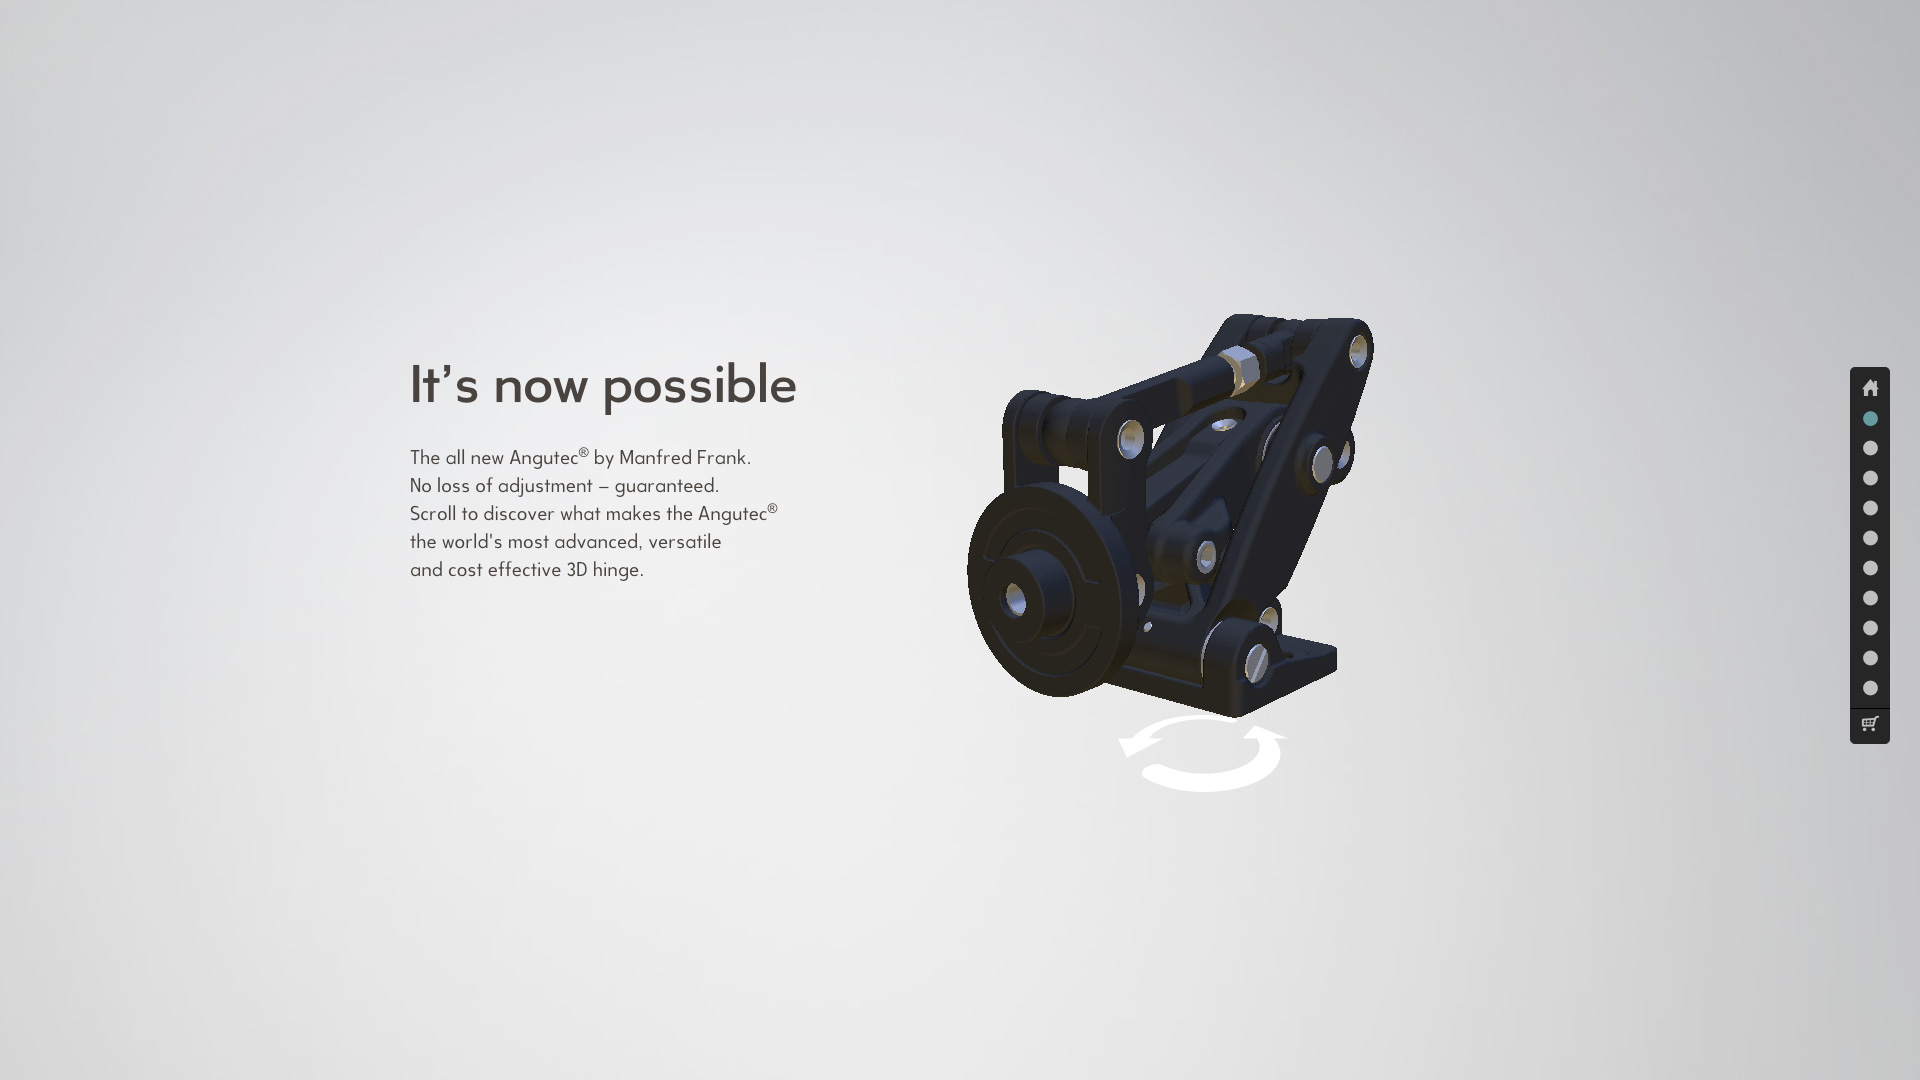 It’s now possible
The all new Angutec® by Manfred Frank.
No loss of adjustment – guaranteed.
Scroll to discover what makes the Angutec®
the world's most advanced, versatile
and cost effective 3D hinge.